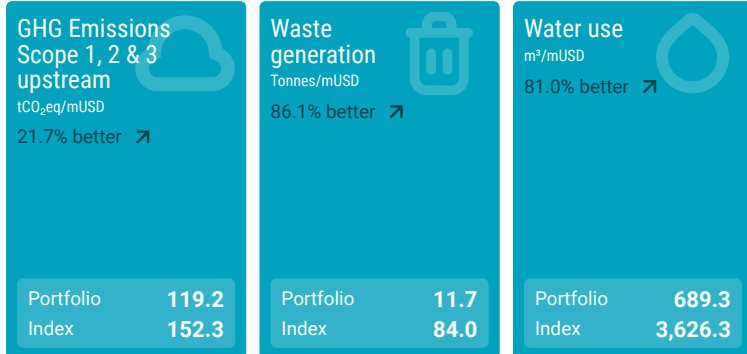 GHG Emissions
Scope 1, 2 & 3
upstream
tCO₂eq/mUSD
21.7% better
Portfolio 119.2
Index 152.3
Waste
generation
Tonnes/mUSD
86.1% better
Portfolio 11.7
Index 84.0
Water use
m³/mUSD
81.0% better
Portfolio 689.3
Index 3,626.3